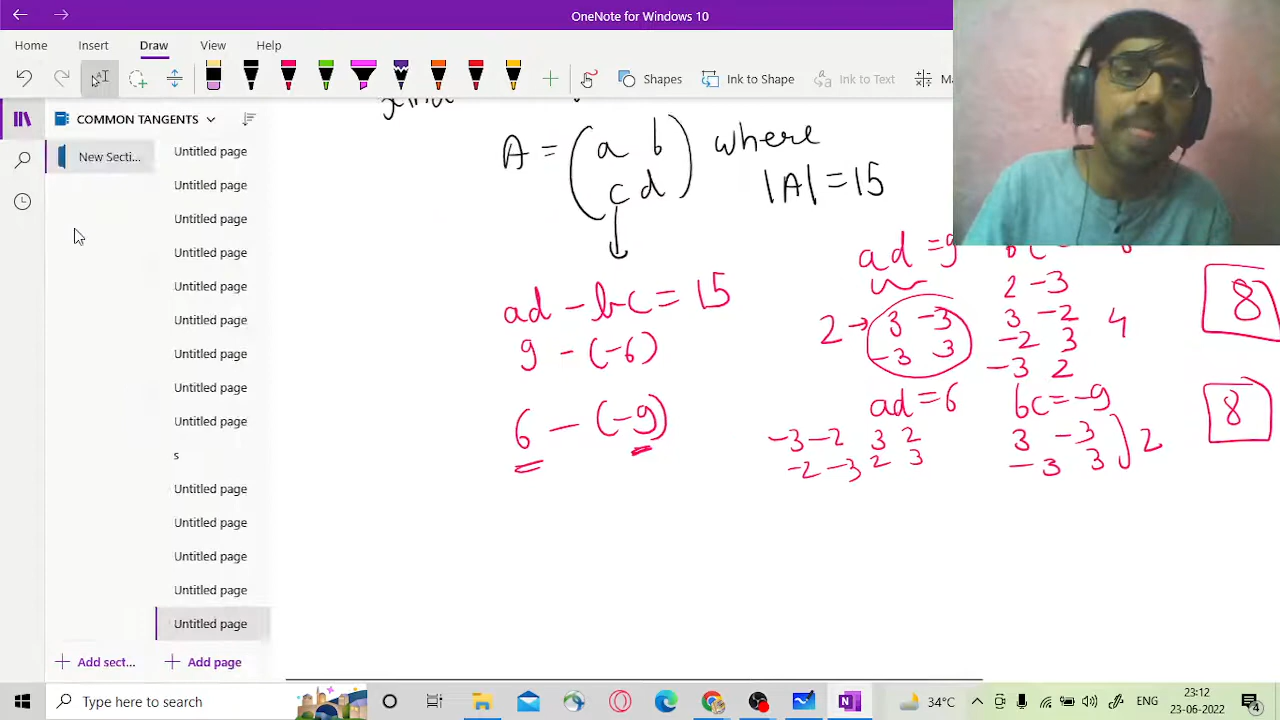 OneNote for Windows 10
Home Insert Draw View Help
Shapes Ink to Shape Ink to Text
COMMON TANGENTS
New Secti...
Untitled page
Untitled page
Untitled page
Untitled page
Untitled page
Untitled page
Untitled page
Untitled page
Untitled page
s
Untitled page
Untitled page
Untitled page
Untitled page
Untitled page
Add sect...
Add page
A = (a b
c d) where
|A| = 15
ad - bc = 15
9 - (-6)
6 - (-9)
ad = 9
2 → 3 -3
-3 3
2 -3
3 -2
-2 3
-3 2
4
8
ad = 6 bc = -9
-3 -2 3 2
-2 -3 2 3
3 -3
-3 3
2
8
Type here to search
34°C
ENG
23:12
23-06-2022